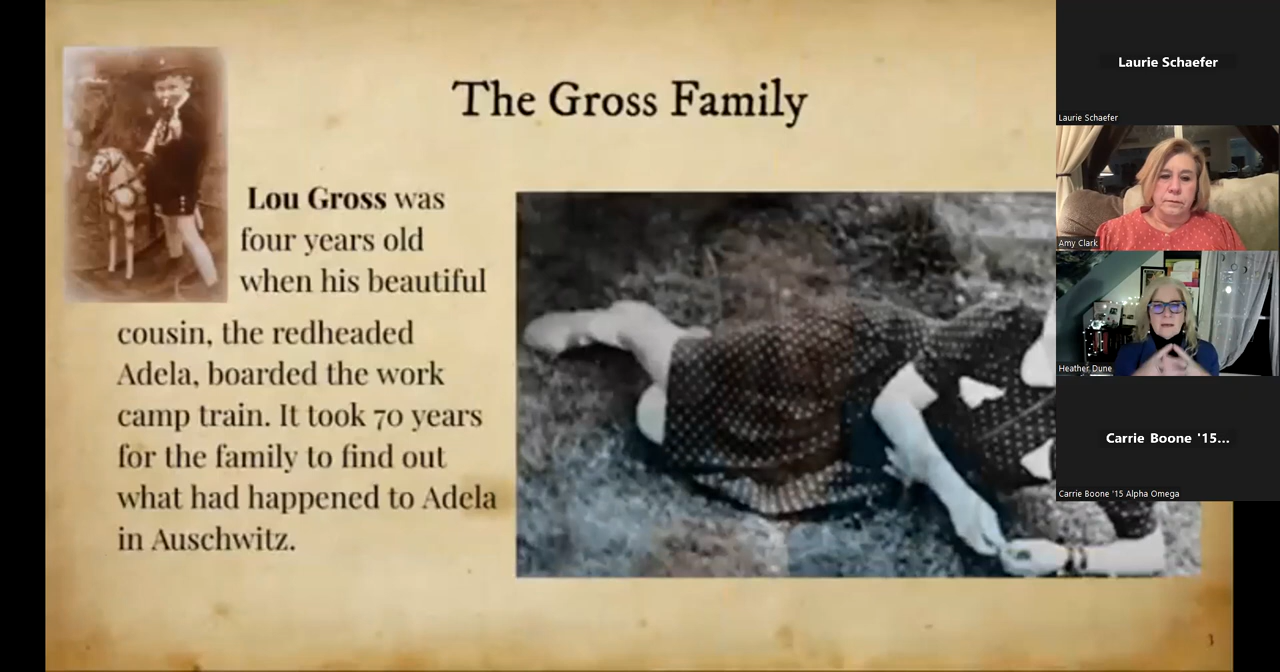 The Gross Family
Lou Gross was
four years old
when his beautiful
cousin, the redheaded
Adela, boarded the work
camp train. It took 70 years
for the family to find out
what had happened to Adela
in Auschwitz.
3
Laurie Schaefer
Laurie Schaefer
Amy Clark
Heather Dune
Carrie Boone '15...
Carrie Boone '15 Alpha Omega